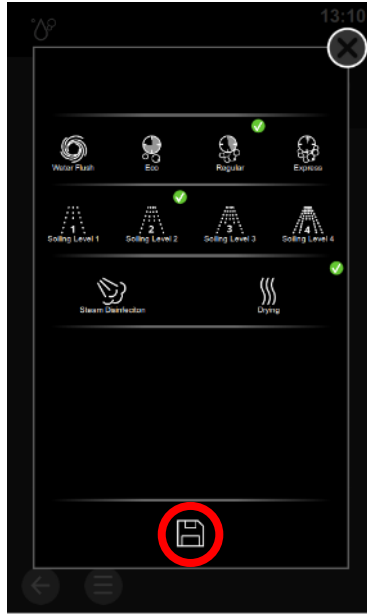 13:10
Water Flush Eco Regular Express
1 2 3 4
Soiling Level 1 Soiling Level 2 Soiling Level 3 Soiling Level 4
Steam Disinfeciton Drying